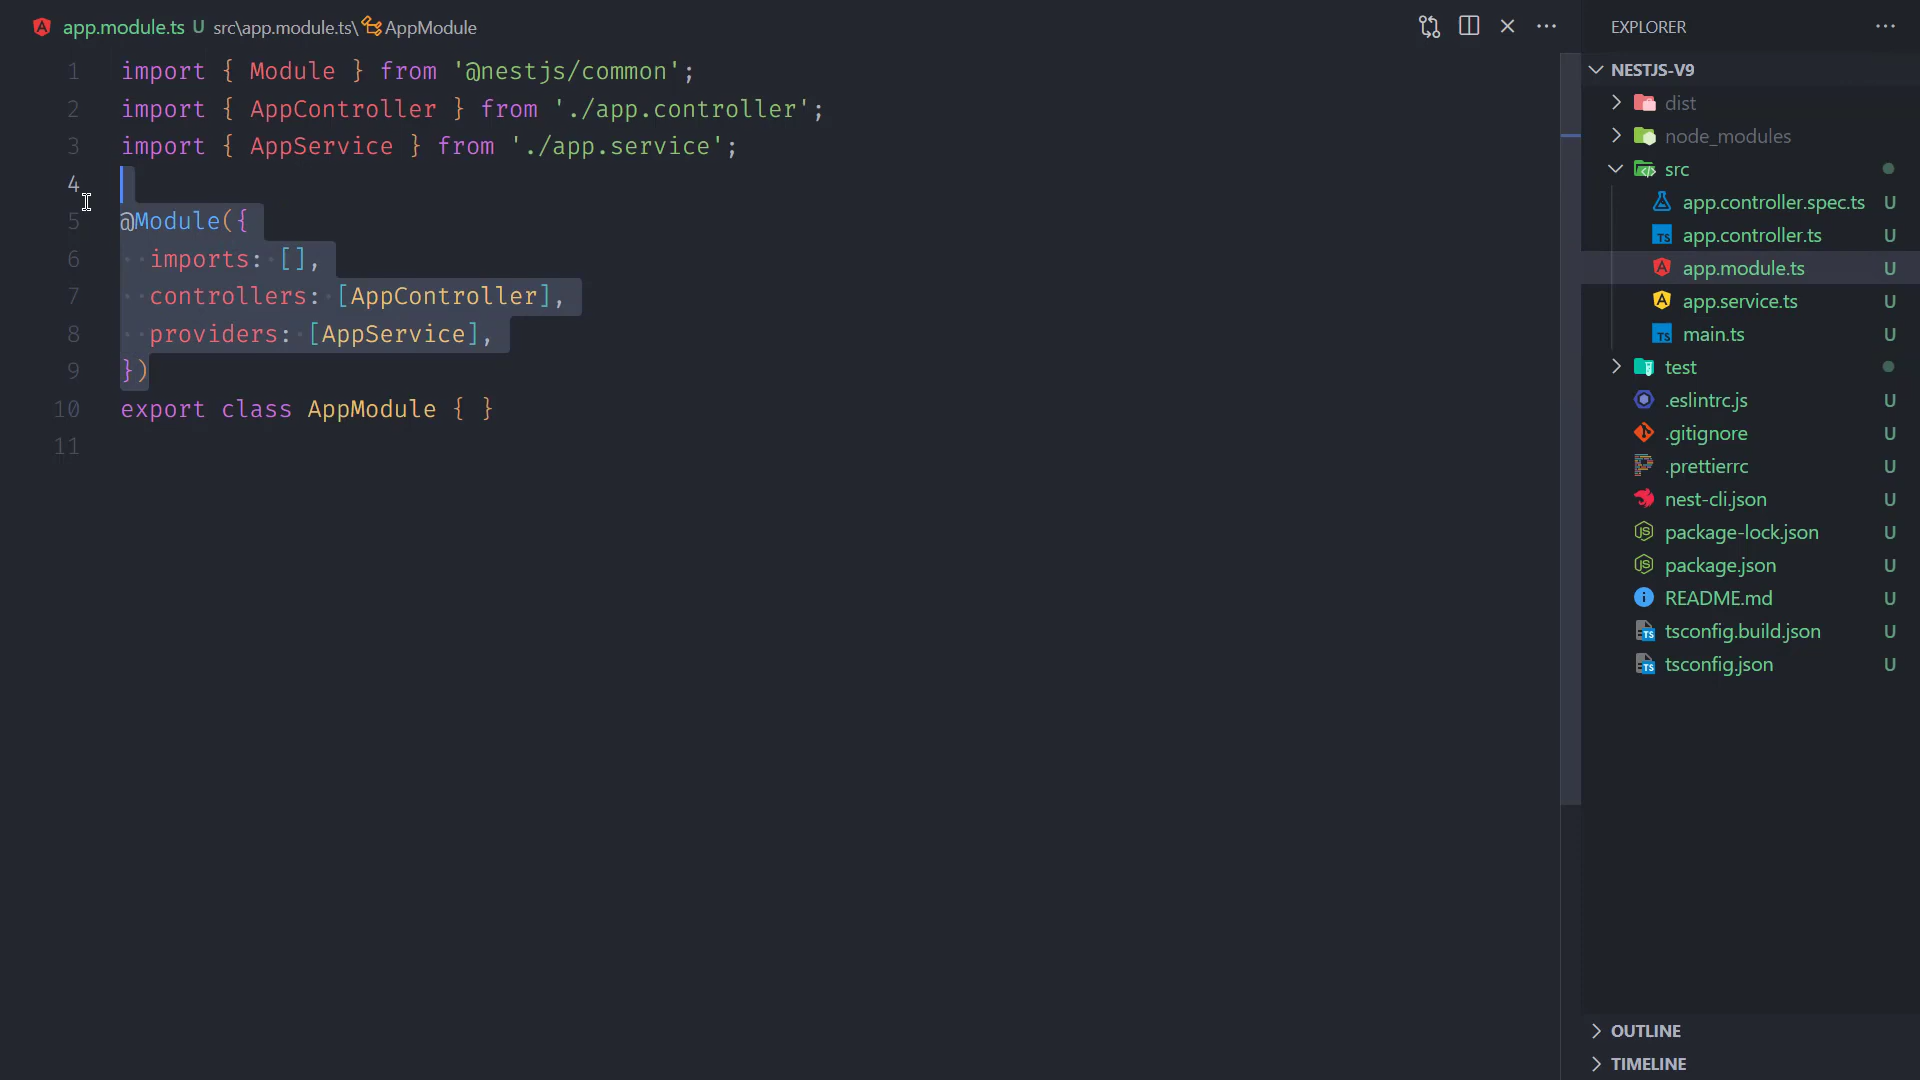 app.module.ts U src\app.module.ts\ AppModule
1 import { Module } from '@nestjs/common';
2 import { AppController } from './app.controller';
3 import { AppService } from './app.service';
4
5 @Module({
6 imports: [],
7 controllers: [AppController],
8 providers: [AppService],
9 })
10 export class AppModule { }
11
EXPLORER
NESTJS-V9
dist
node_modules
src
app.controller.spec.ts U
app.controller.ts U
app.module.ts U
app.service.ts U
main.ts U
test
.eslintrc.js U
.gitignore U
.prettierrc U
nest-cli.json U
package-lock.json U
package.json U
README.md U
tsconfig.build.json U
tsconfig.json U
OUTLINE
TIMELINE